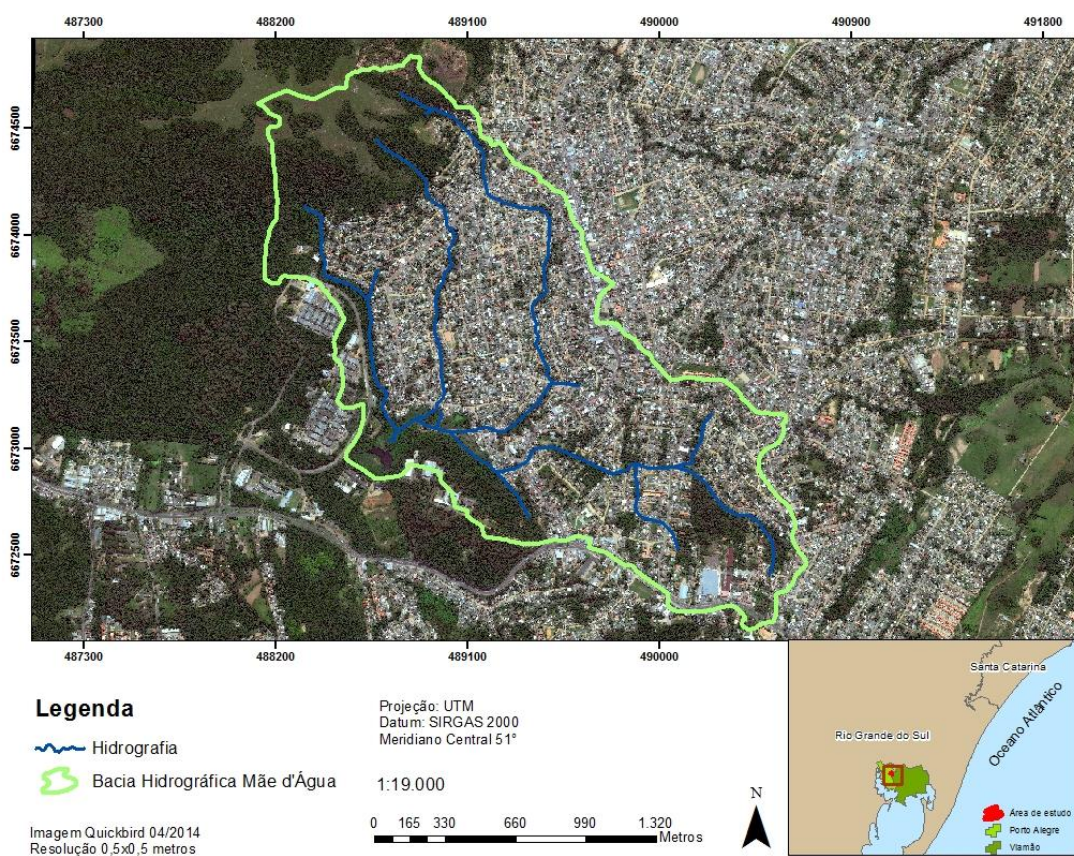 487300 488200 489100 490000 490900 491800
6674500
6674000
6673500
6673000
6672500
487300 488200 489100 490000
Legenda
Hidrografia
Bacia Hidrográfica Mãe d'Água
Imagem Quickbird 04/2014
Resolução 0,5x0,5 metros
Projeção: UTM
Datum: SIRGAS 2000
Meridiano Central 51°
1:19.000
0 165 330 660 990 1.320
Metros
N
Santa Catarina
Rio Grande do Sul
Oceano Atlântico
Área de estudo
Porto Alegre
Viamão